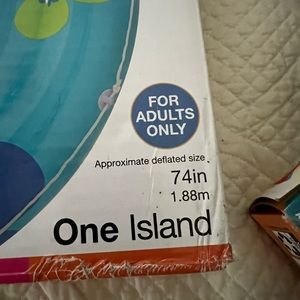 FOR
ADULTS
ONLY
Approximate deflated size
74in
1.88m
One Island